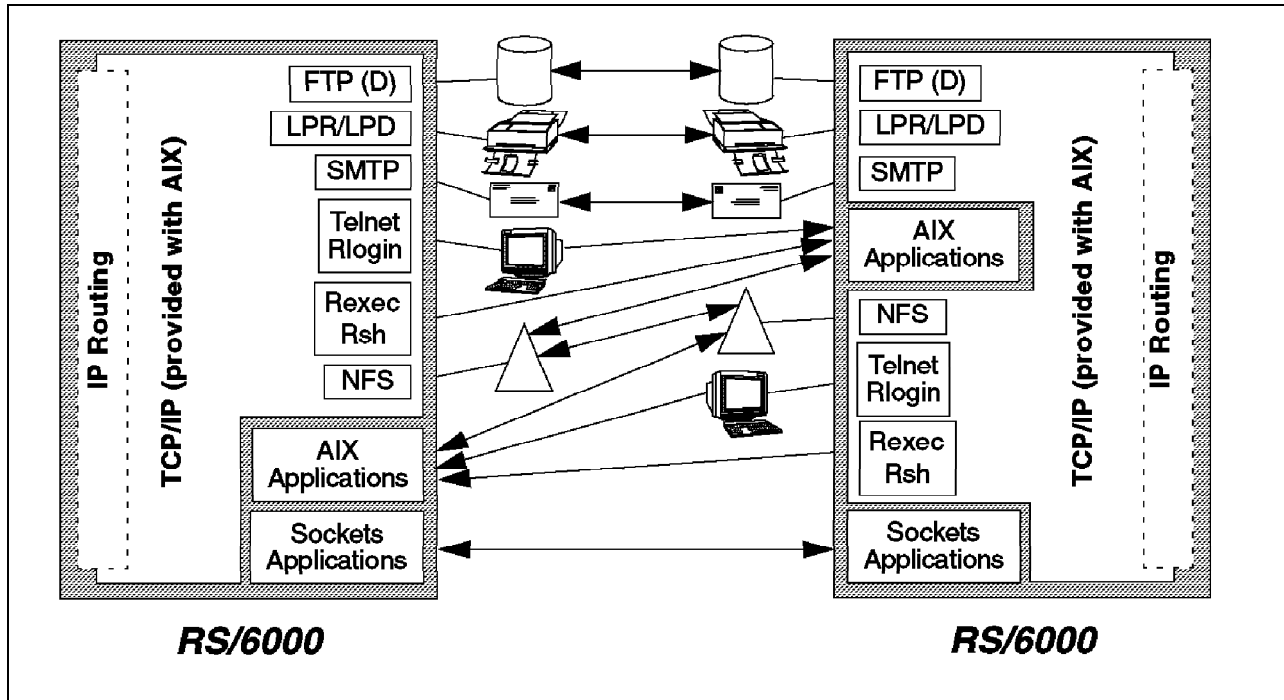 IP Routing
TCP/IP (provided with AIX)
FTP (D)
LPR/LPD
SMTP
Telnet
Rlogin
Rexec
Rsh
NFS
AIX
Applications
Sockets
Applications
RS/6000
FTP (D)
LPR/LPD
SMTP
AIX
Applications
NFS
Telnet
Rlogin
Rexec
Rsh
Sockets
Applications
TCP/IP (provided with AIX)
IP Routing
RS/6000